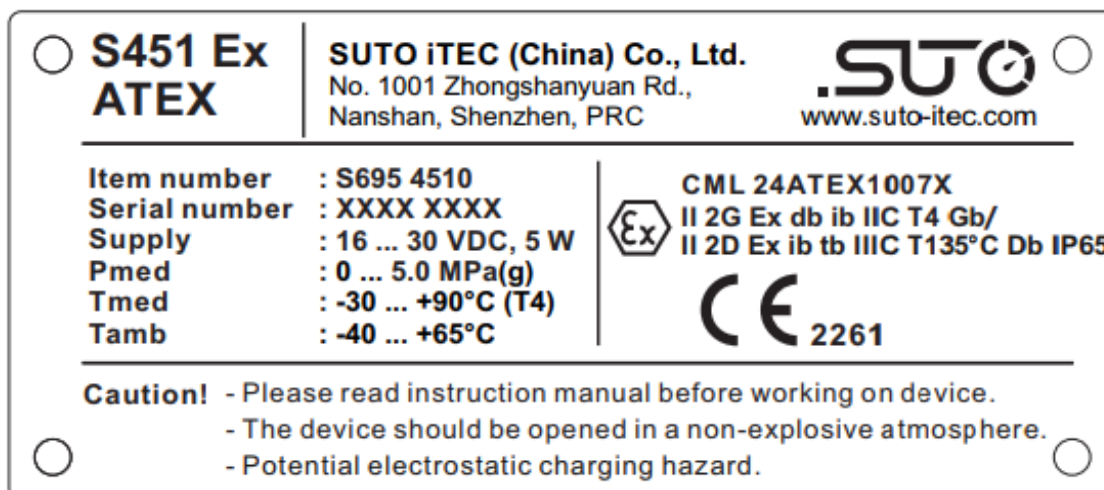 S451 Ex
ATEX
SUTO iTEC (China) Co., Ltd.
No. 1001 Zhongshanyuan Rd.,
Nanshan, Shenzhen, PRC
.SUTO
www.suto-itec.com
Item number : S695 4510
Serial number : XXXX XXXX
Supply : 16 ... 30 VDC, 5 W
Pmed : 0 ... 5.0 MPa(g)
Tmed : -30 ... +90°C (T4)
Tamb : -40 ... +65°C
Ex
CML 24ATEX1007X
II 2G Ex db ib IIC T4 Gb/
II 2D Ex ib tb IIIC T135°C Db IP65
CE 2261
Caution! - Please read instruction manual before working on device.
- The device should be opened in a non-explosive atmosphere.
- Potential electrostatic charging hazard.